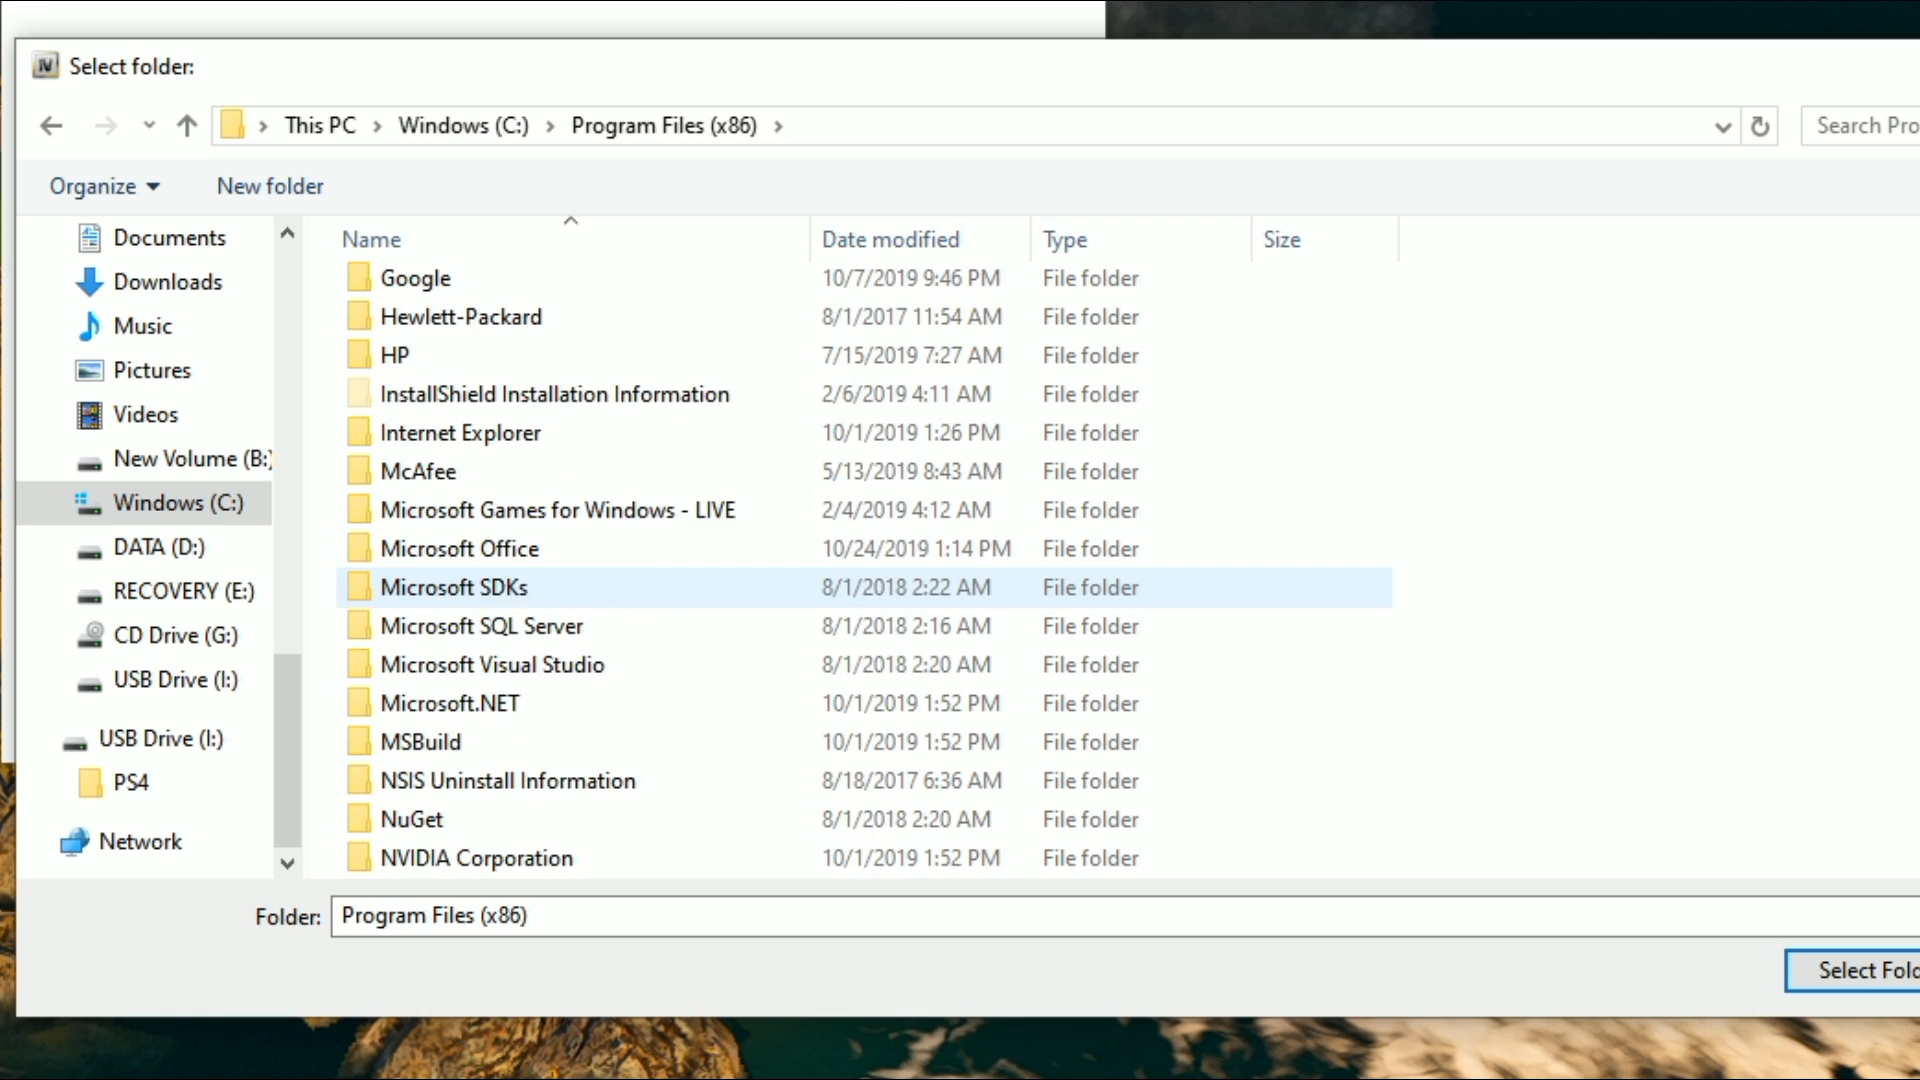 IV Select folder:
This PC Windows (C:) Program Files (x86)
Search Pro
Organize New folder
Documents
Downloads
Music
Pictures
Videos
New Volume (B:)
Windows (C:)
DATA (D:)
RECOVERY (E:)
CD Drive (G:)
USB Drive (I:)
USB Drive (I:)
PS4
Network
Name Date modified Type Size
Google 10/7/2019 9:46 PM File folder
Hewlett-Packard 8/1/2017 11:54 AM File folder
HP 7/15/2019 7:27 AM File folder
InstallShield Installation Information 2/6/2019 4:11 AM File folder
Internet Explorer 10/1/2019 1:26 PM File folder
McAfee 5/13/2019 8:43 AM File folder
Microsoft Games for Windows - LIVE 2/4/2019 4:12 AM File folder
Microsoft Office 10/24/2019 1:14 PM File folder
Microsoft SDKs 8/1/2018 2:22 AM File folder
Microsoft SQL Server 8/1/2018 2:16 AM File folder
Microsoft Visual Studio 8/1/2018 2:20 AM File folder
Microsoft.NET 10/1/2019 1:52 PM File folder
MSBuild 10/1/2019 1:52 PM File folder
NSIS Uninstall Information 8/18/2017 6:36 AM File folder
NuGet 8/1/2018 2:20 AM File folder
NVIDIA Corporation 10/1/2019 1:52 PM File folder
Folder: Program Files (x86)
Select Fold